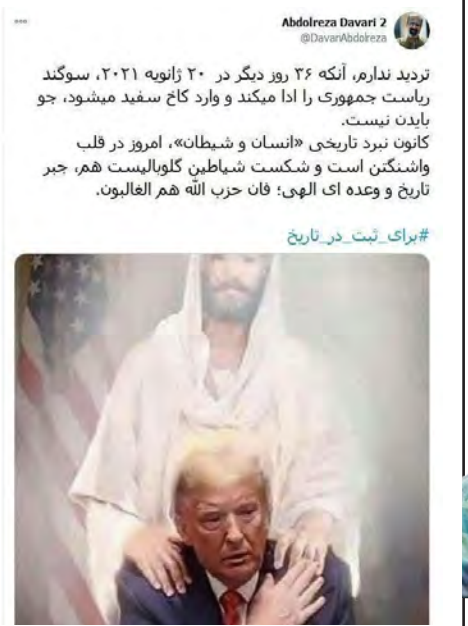 Abdolreza Davari 2
@DavariAbdolreza
تردید ندارم، آنکه ۳۶ روز دیگر در ۲۰ ژانویه ۲۰۲۱، سوگند
ریاست جمهوری را ادا میکند و وارد کاخ سفید میشود، جو
بایدن نیست.
کانون نبرد تاریخی «انسان و شیطان»، امروز در قلب
واشنگتن است و شکست شیاطین گلوبالیست هم، جبر
تاریخ و وعده ای الهی؛ فان حزب الله هم الغالبون.
#برای_ثبت_در_تاریخ